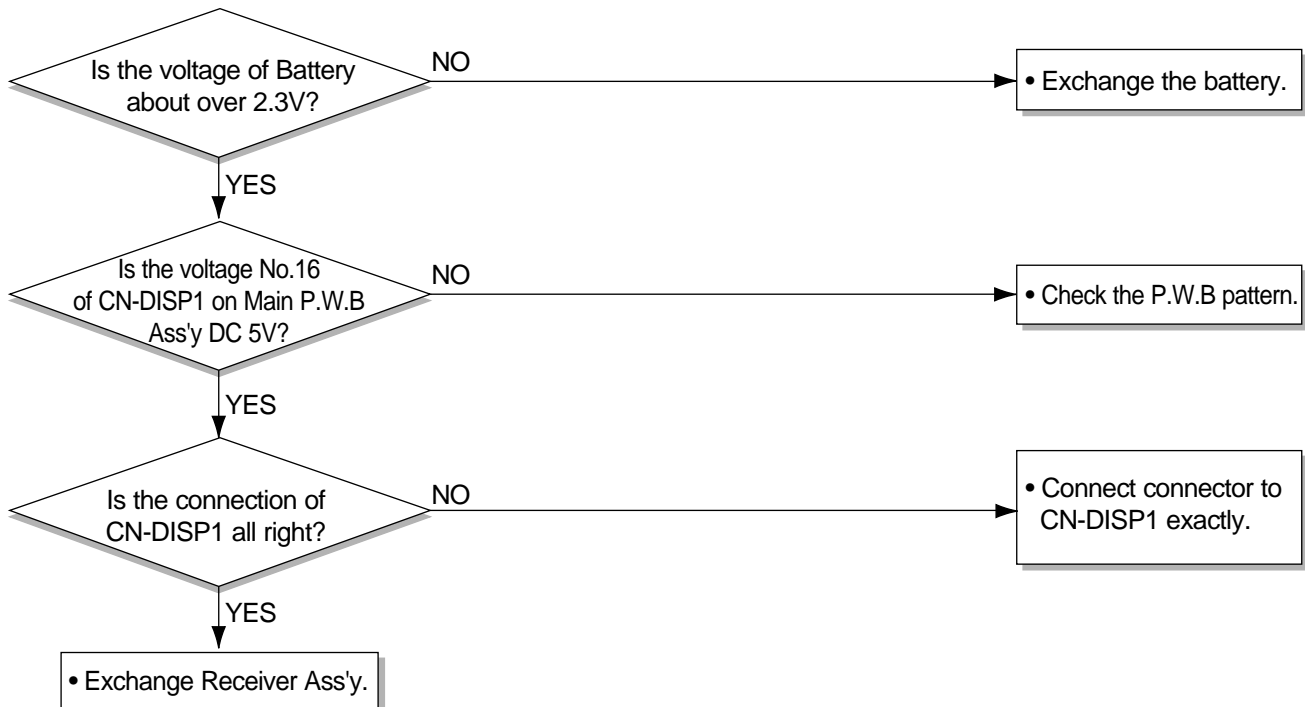 Is the voltage of Battery
about over 2.3V?
NO
• Exchange the battery.
YES
Is the voltage No.16
of CN-DISP1 on Main P.W.B
Ass'y DC 5V?
NO
• Check the P.W.B pattern.
YES
Is the connection of
CN-DISP1 all right?
NO
• Connect connector to
CN-DISP1 exactly.
YES
• Exchange Receiver Ass'y.